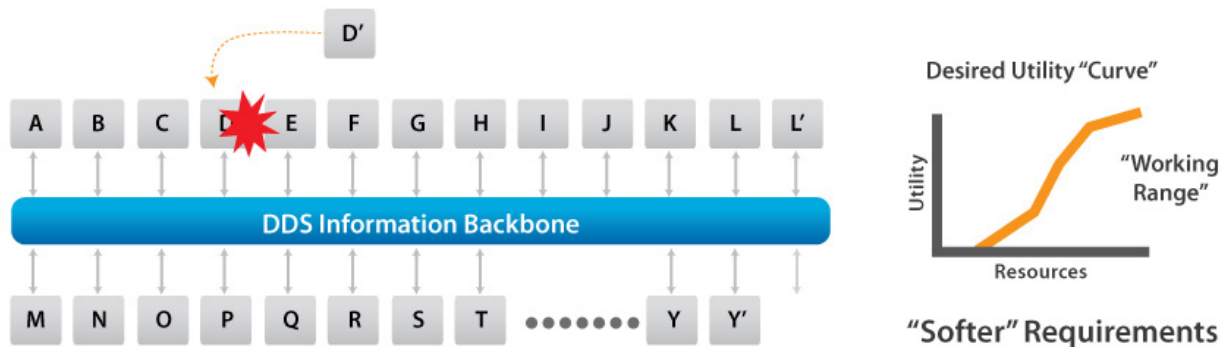 D′
A B C D E F G H I J K L L′
DDS Information Backbone
M N O P Q R S T Y Y′
Desired Utility “Curve”
Utility
“Working
Range”
Resources
“Softer” Requirements